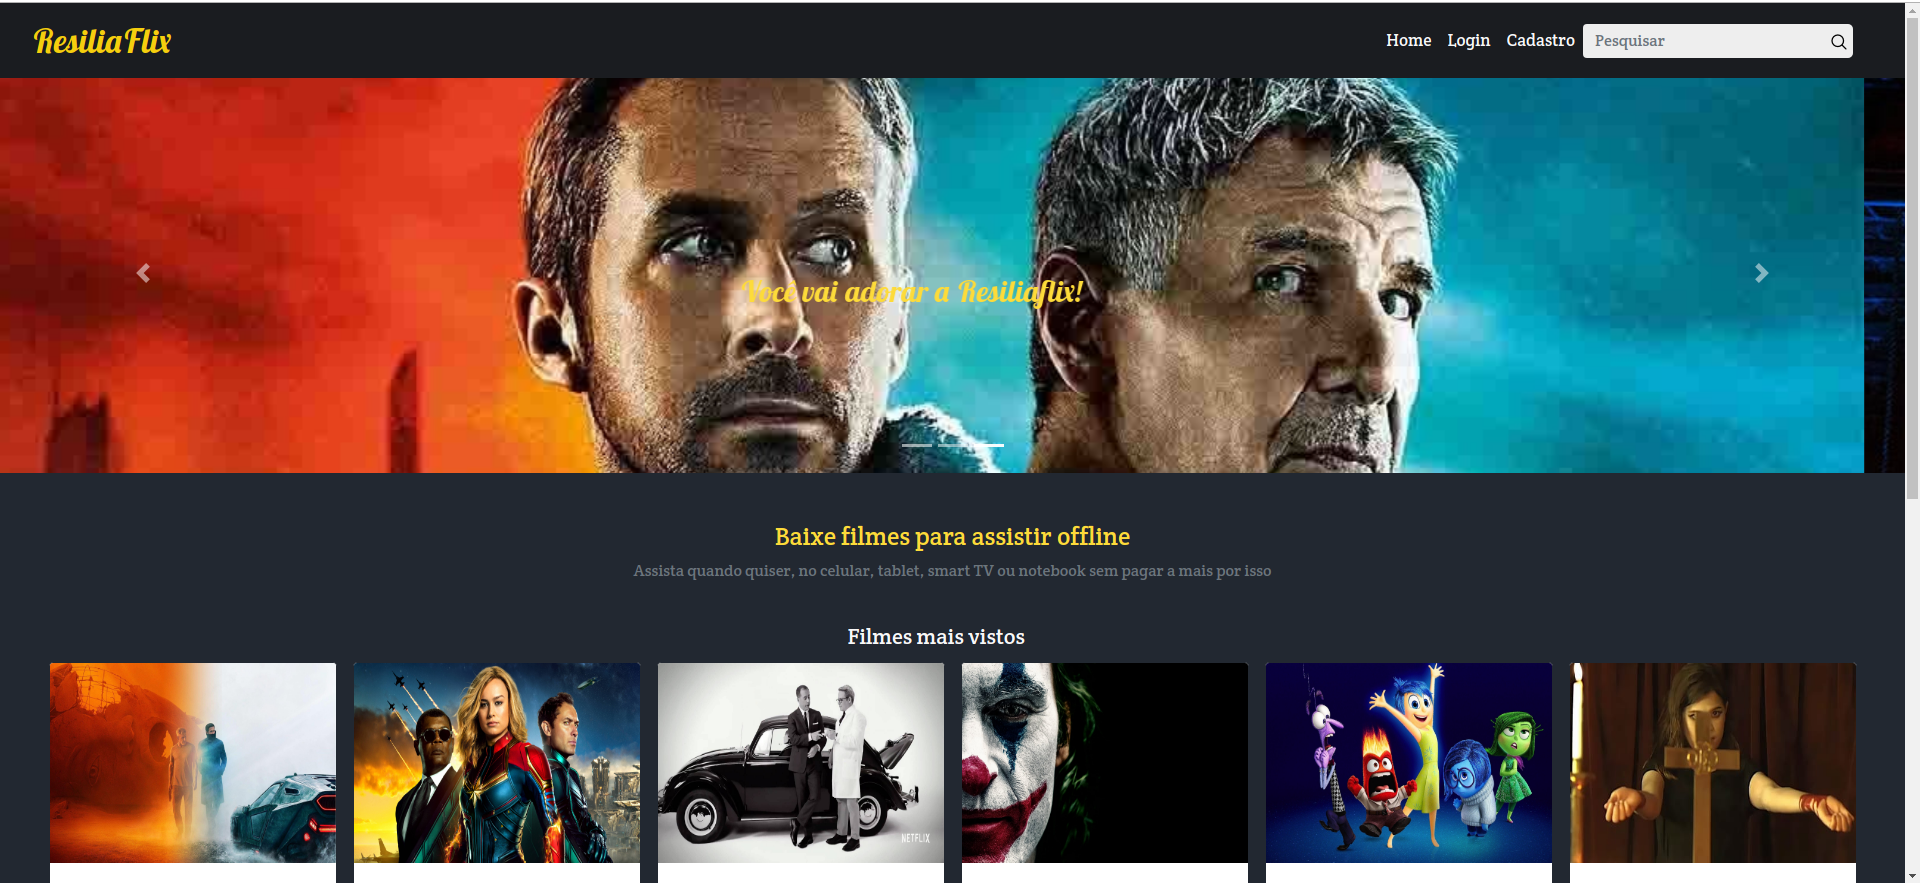 ResiliaFlix
Home Login Cadastro Pesquisar
Você vai adorar a Resiliaflix!
Baixe filmes para assistir offline
Assista quando quiser, no celular, tablet, smart TV ou notebook sem pagar a mais por isso
Filmes mais vistos
NETFLIX